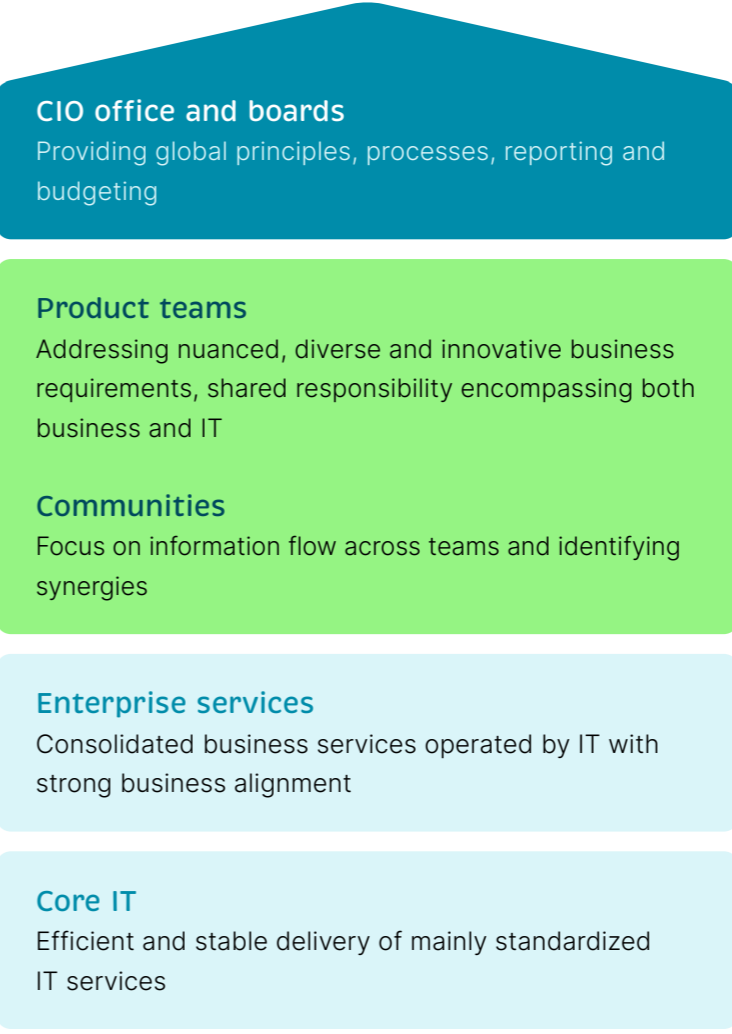 CIO office and boards
Providing global principles, processes, reporting and
budgeting
Product teams
Addressing nuanced, diverse and innovative business
requirements, shared responsibility encompassing both
business and IT
Communities
Focus on information flow across teams and identifying
synergies
Enterprise services
Consolidated business services operated by IT with
strong business alignment
Core IT
Efficient and stable delivery of mainly standardized
IT services